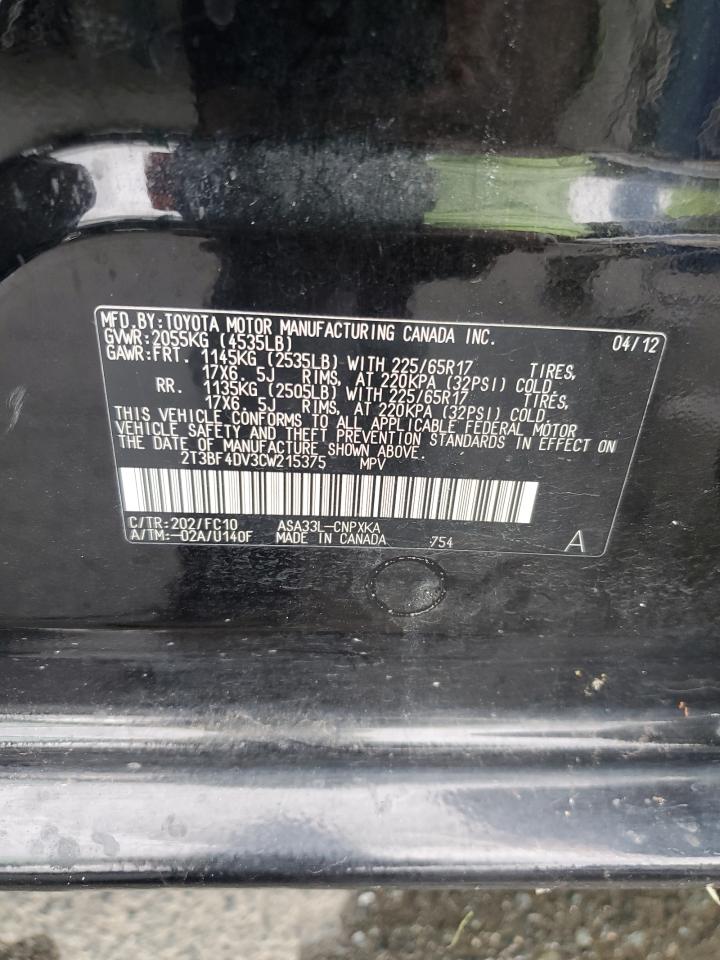 MFD.BY:TOYOTA MOTOR MANUFACTURING CANADA INC. 04/12
GVWR:2055KG (4535LB)
GAWR:FRT. 1145KG (2535LB) WITH 225/65R17 TIRES,
17X6 5J RIMS, AT 220KPA (32PSI) COLD
RR. 1135KG (2505LB) WITH 225/65R17 TIRES,
17X6 5J RIMS, AT 220KPA (32PSI) COLD
THIS VEHICLE CONFORMS TO ALL APPLICABLE FEDERAL MOTOR
VEHICLE SAFETY AND THEFT PREVENTION STANDARDS IN EFFECT ON
THE DATE OF MANUFACTURE SHOWN ABOVE.
2T3BF4DV3CW215375 MPV
C/TR:202/FC10 ASA33L-CNPXKA
A/TM:-02A/U140F MADE IN CANADA 754 A